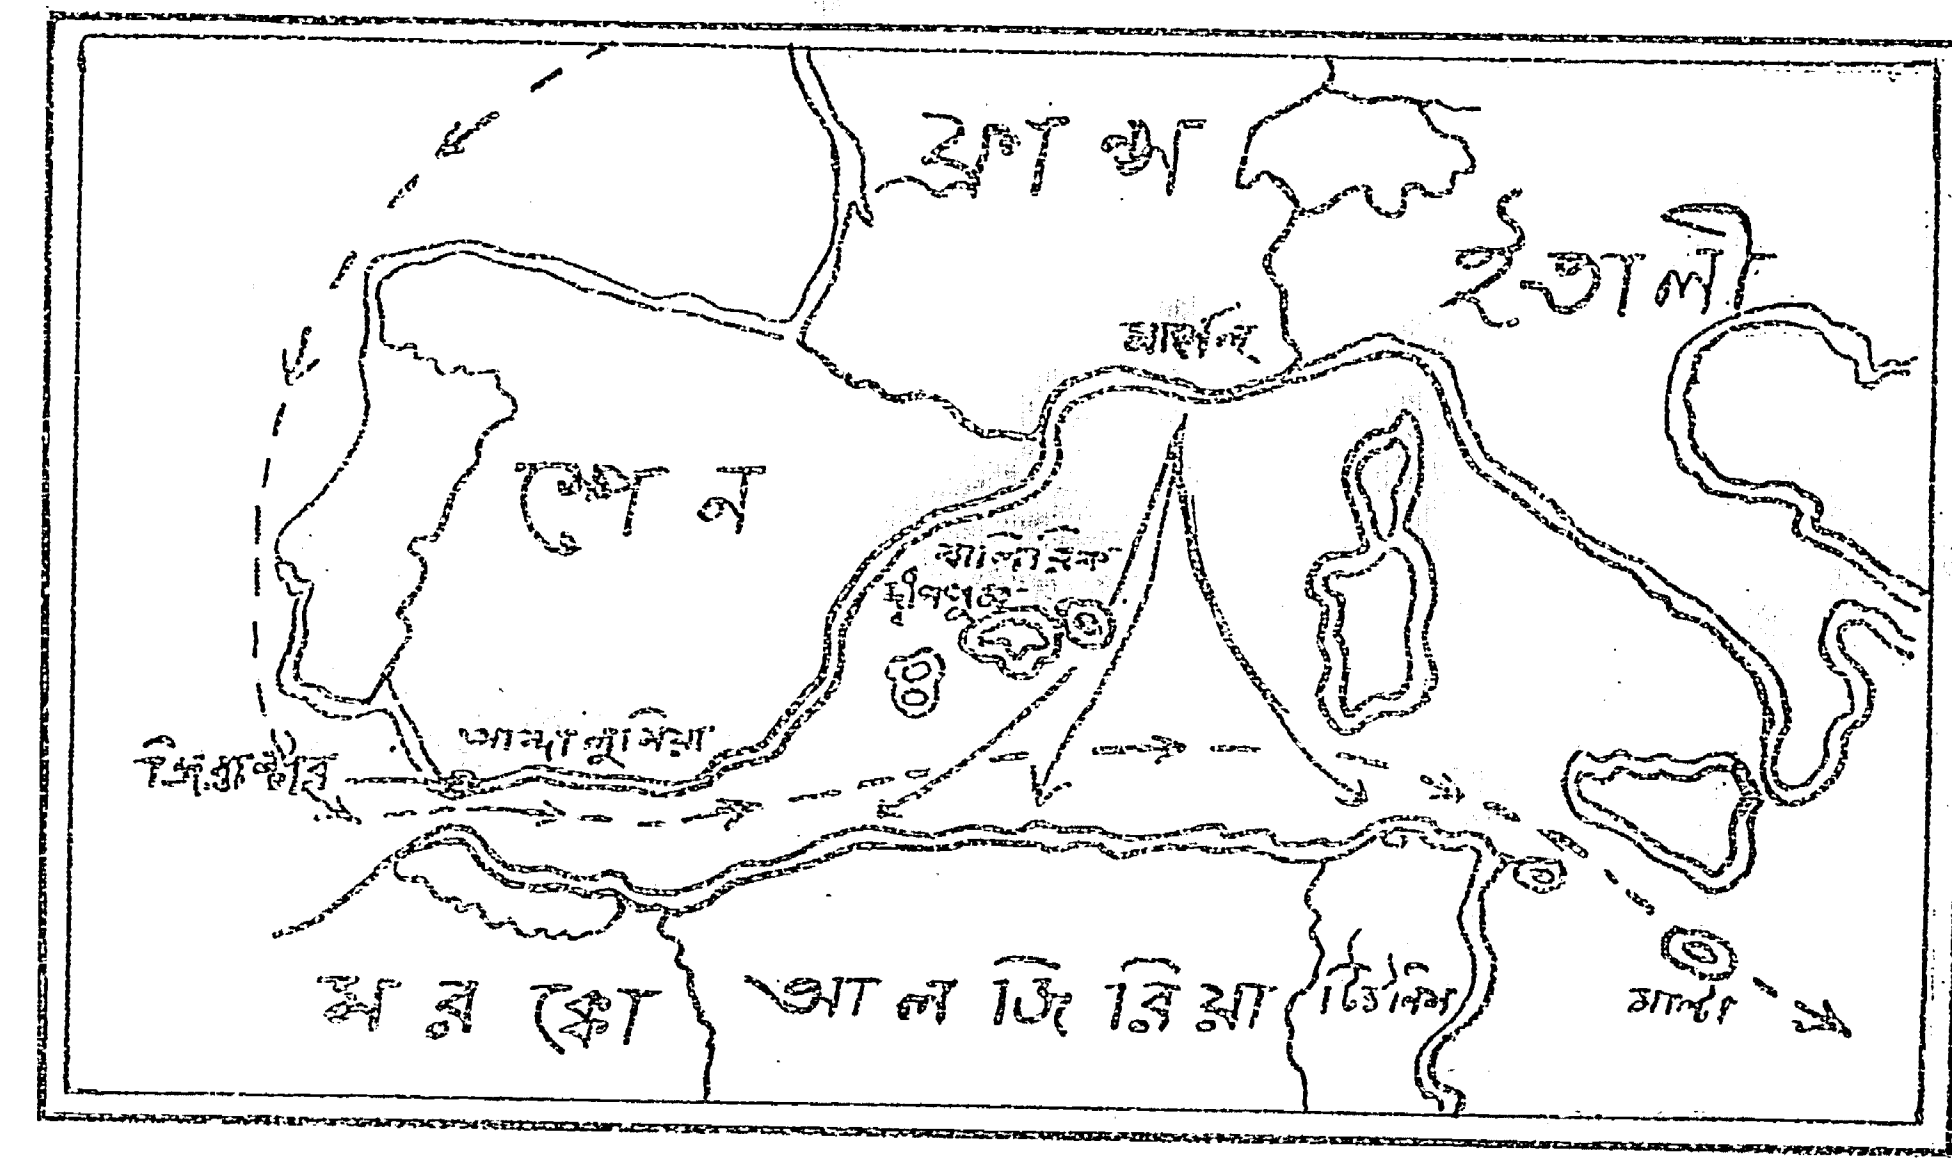 ফ্রান্স
ইতালী
মার্সাল্
স্পেন
বালিয়ারিক
দ্বীপপুঞ্জ
আন্দালুসিয়া
জিব্রাল্টার
মরক্কো
আলজিরিয়া
টিউনিস
মাল্টা